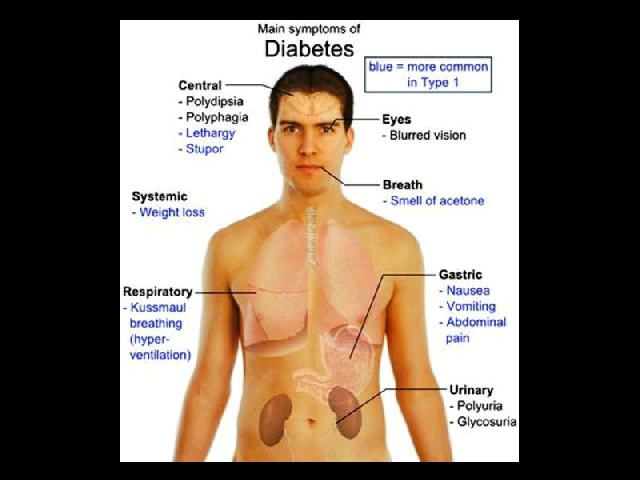 Main symptoms of
Diabetes
blue = more common
in Type 1
Central
- Polydipsia
- Polyphagia
- Lethargy
- Stupor
Eyes
- Blurred vision
Breath
- Smell of acetone
Systemic
- Weight loss
Respiratory
- Kussmaul
breathing
(hyper-
ventilation)
Gastric
- Nausea
- Vomiting
- Abdominal
pain
Urinary
- Polyuria
- Glycosuria